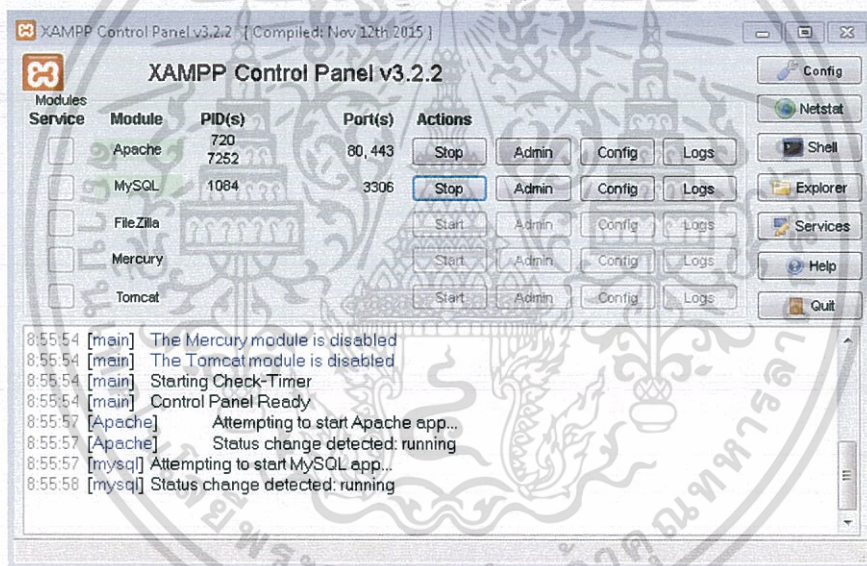 XAMPP Control Panel v3.2.2 [ Compiled: Nov 12th 2015 ]
XAMPP Control Panel v3.2.2
Config
Modules
Service Module PID(s) Port(s) Actions
Netstat
Apache 720 7252 80, 443 Stop Admin Config Logs
Shell
MySQL 1084 3306 Stop Admin Config Logs
Explorer
FileZilla Start Admin Config Logs
Services
Mercury Start Admin Config Logs
Help
Tomcat Start Admin Config Logs
Quit
8:55:54 [main] The Mercury module is disabled
8:55:54 [main] The Tomcat module is disabled
8:55:54 [main] Starting Check-Timer
8:55:54 [main] Control Panel Ready
8:55:57 [Apache] Attempting to start Apache app...
8:55:57 [Apache] Status change detected: running
8:55:57 [mysql] Attempting to start MySQL app...
8:55:58 [mysql] Status change detected: running